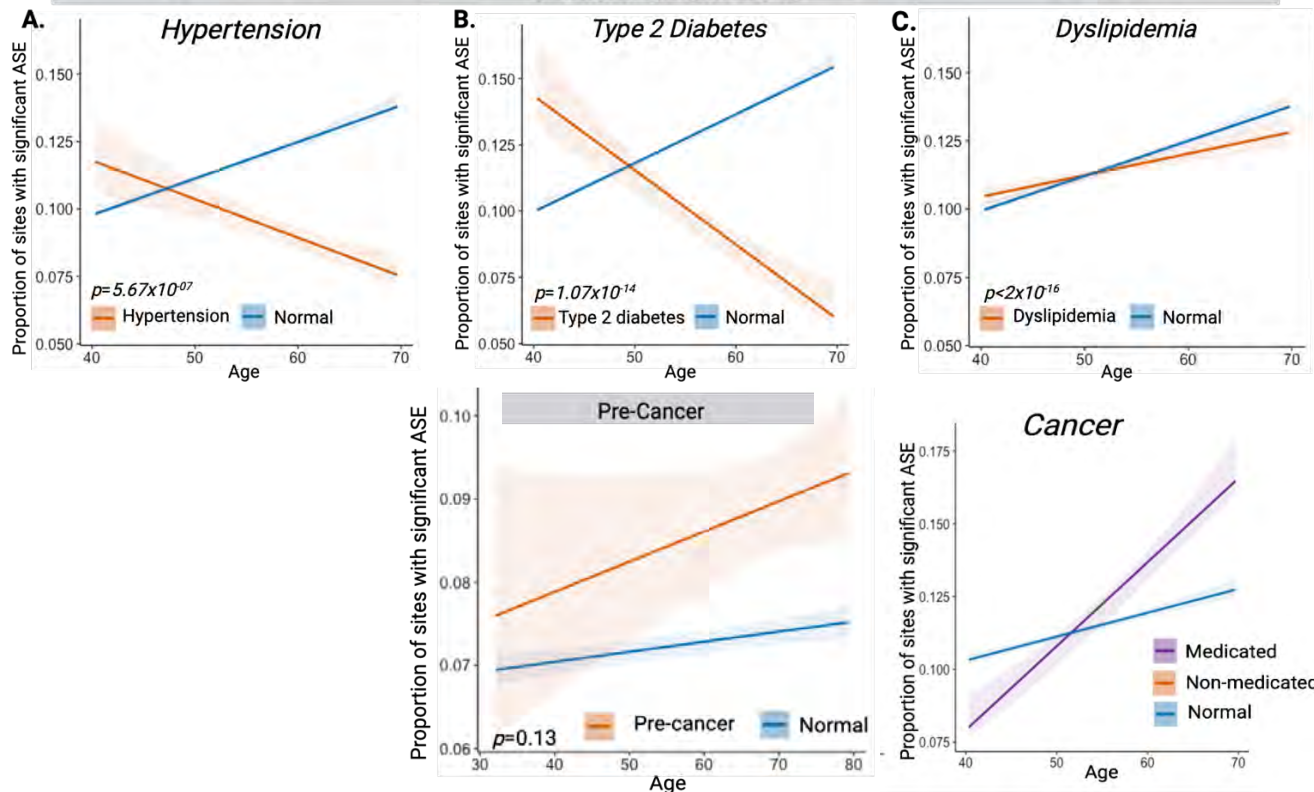 A.
Hypertension
Proportion of sites with significant ASE
0.150
0.125
0.100
0.075
0.050
p=5.67x10-07
Hypertension Normal
40 50 60 70
Age
B.
Type 2 Diabetes
Proportion of sites with significant ASE
0.150
0.125
0.100
0.075
0.050
p=1.07x10-14
Type 2 diabetes Normal
40 50 60 70
Age
C.
Dyslipidemia
Proportion of sites with significant ASE
0.150
0.125
0.100
0.075
0.050
p<2x10-16
Dyslipidemia Normal
40 50 60 70
Age
Pre-Cancer
Proportion of sites with significant ASE
0.10
0.09
0.08
0.07
0.06
p=0.13
Pre-cancer Normal
30 40 50 60 70 80
Age
Cancer
Proportion of sites with significant ASE
0.175
0.150
0.125
0.100
0.075
Medicated
Non-medicated
Normal
40 50 60 70
Age